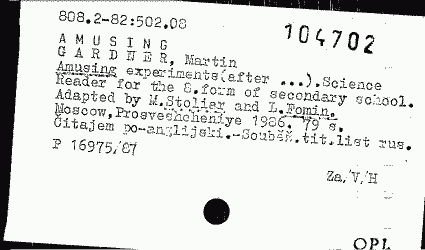 808.2-82:502.08
104702
A M U S I N G
GARDNER, Martin
Amusing experiments(after ...).Science
Reader for the 8.form of secondary school.
Adapted by M.Stoliar and L.Fomin.
Moscow,Prosveshcheniye 1986. 79 s.
Čitajem po-anglijski.-Souběž.tit.list rus.
P 16975/87
Za,V,H
OPL